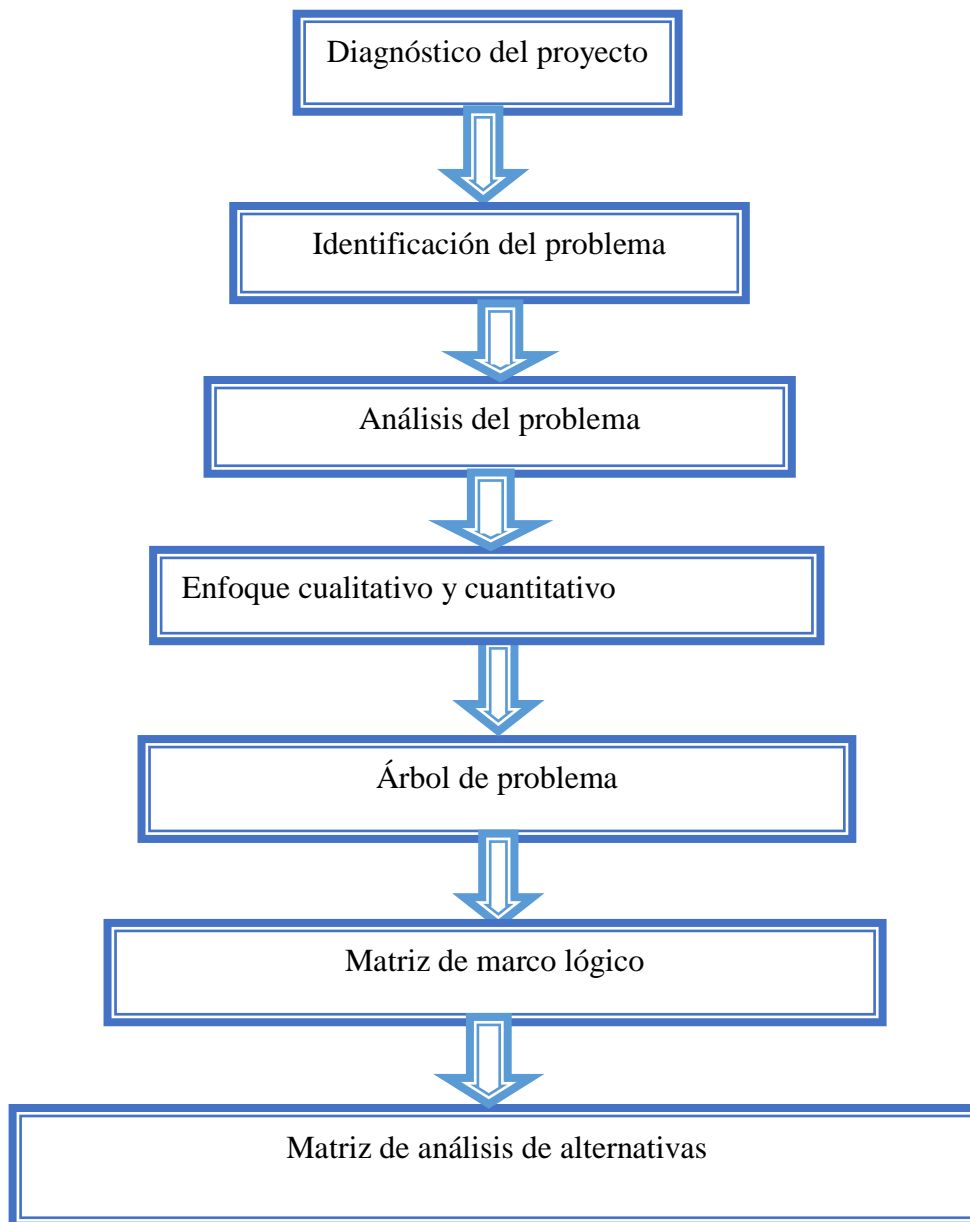 Diagnóstico del proyecto
Identificación del problema
Análisis del problema
Enfoque cualitativo y cuantitativo
Árbol de problema
Matriz de marco lógico
Matriz de análisis de alternativas